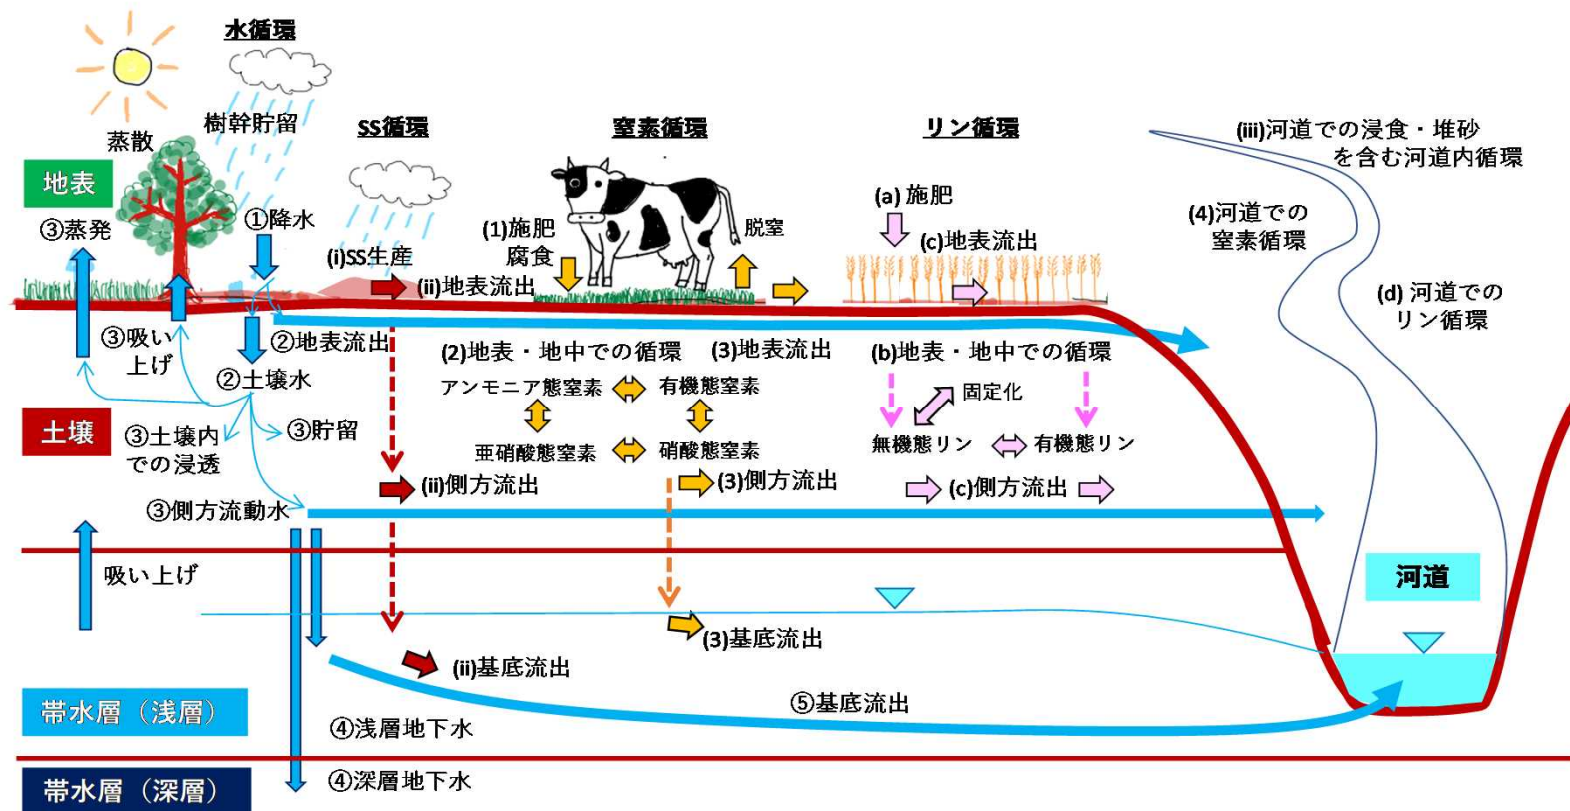 水循環
樹幹貯留
蒸散
SS循環
窒素循環
リン循環
(iii)河道での浸食・堆砂
を含む河道内循環
地表
③蒸発
①降水
(i)SS生産
(ii)地表流出
(1)施肥
腐食
脱窒
(a)施肥
(c)地表流出
(4)河道での
窒素循環
(d) 河道での
リン循環
③吸い
上げ
②地表流出
②土壌水
(2)地表・地中での循環
(3)地表流出
(b)地表・地中での循環
アンモニア態窒素
有機態窒素
固定化
土壌
③土壌内
での浸透
③貯留
亜硝酸態窒素
硝酸態窒素
無機態リン
有機態リン
(ii)側方流出
(3)側方流出
(c)側方流出
③側方流動水
吸い上げ
河道
(3)基底流出
(ii)基底流出
⑤基底流出
帯水層（浅層）
④浅層地下水
帯水層（深層）
④深層地下水